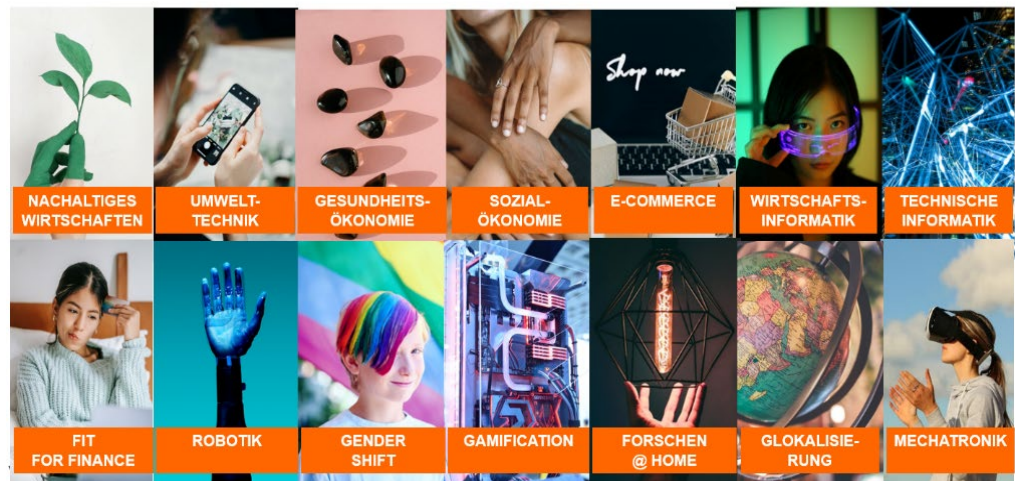 Shop now
NACHALTIGES
WIRTSCHAFTEN
UMWELT-
TECHNIK
GESUNDHEITS-
ÖKONOMIE
SOZIAL-
ÖKONOMIE
E-COMMERCE
WIRTSCHAFTS-
INFORMATIK
TECHNISCHE
INFORMATIK
FIT
FOR FINANCE
ROBOTIK
GENDER
SHIFT
GAMIFICATION
FORSCHEN
@ HOME
GLOKALISIE-
RUNG
MECHATRONIK